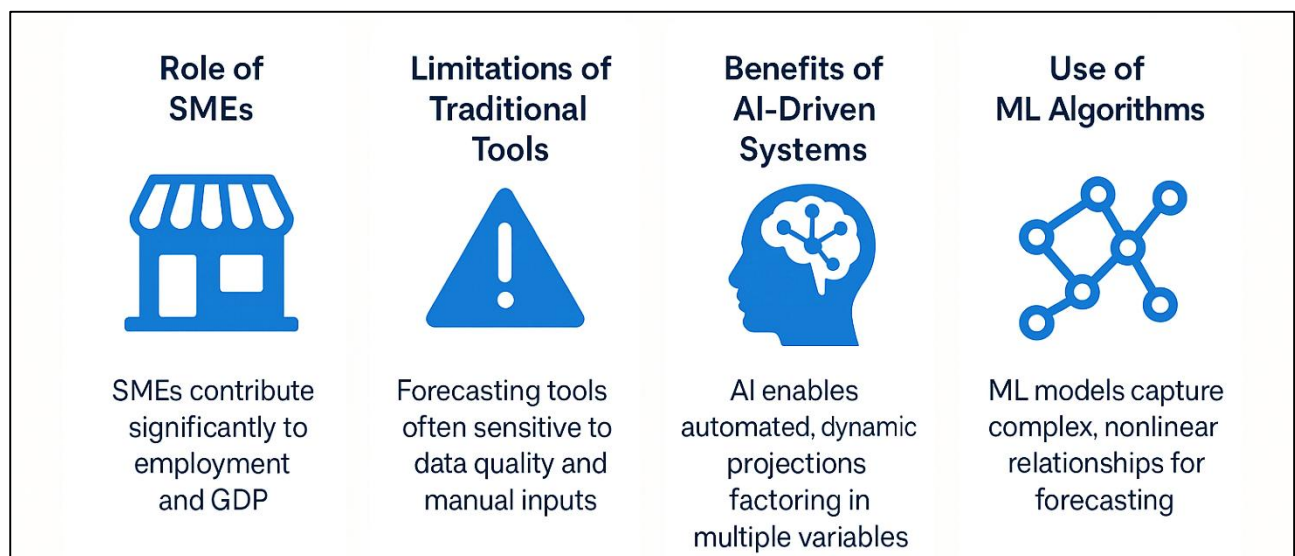 Role of
SMEs
SMEs contribute
significantly to
employment
and GDP
Limitations of
Traditional
Tools
Forecasting tools
often sensitive to
data quality and
manual inputs
Benefits of
AI-Driven
Systems
AI enables
automated, dynamic
projections
factoring in
multiple variables
Use of
ML Algorithms
ML models capture
complex, nonlinear
relationships for
forecasting